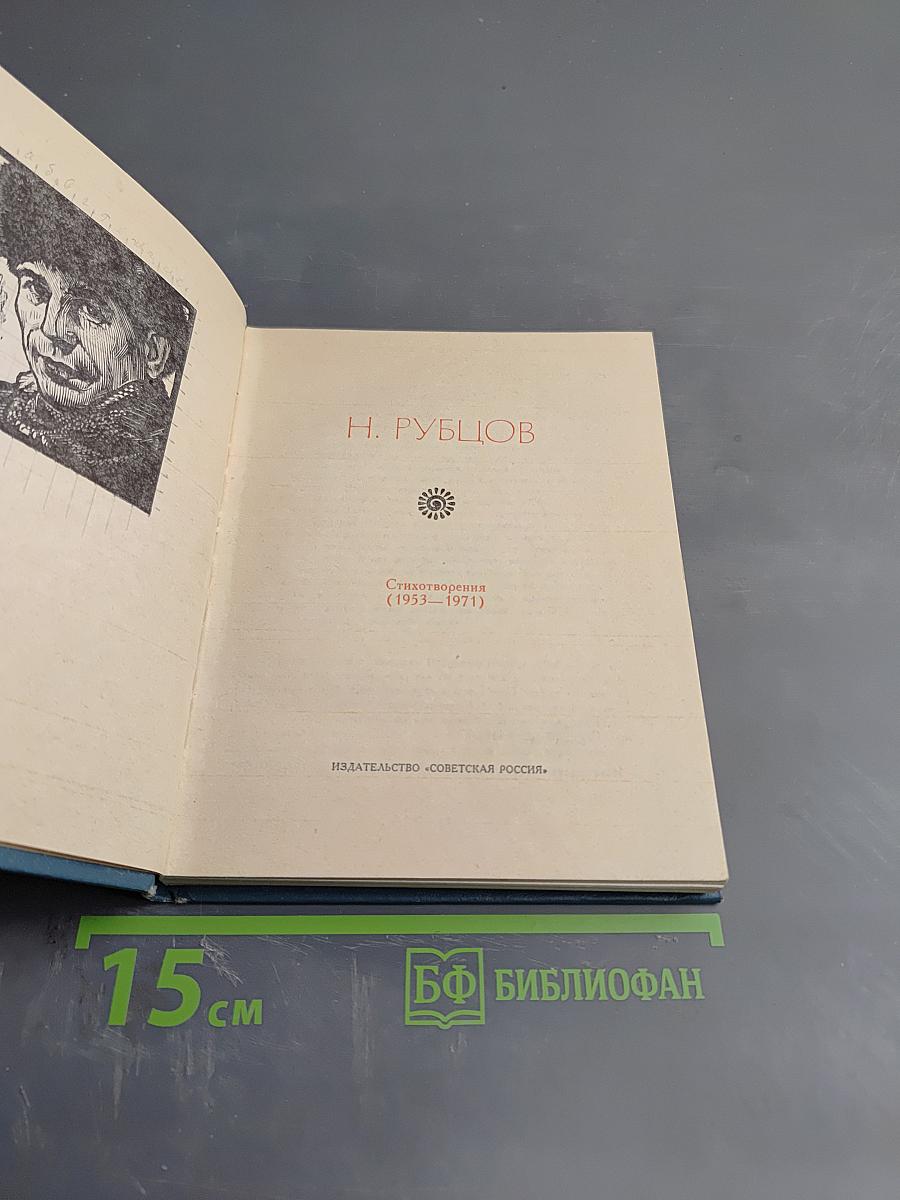 Н. РУБЦОВ
Стихотворения
(1953—1971)
ИЗДАТЕЛЬСТВО «СОВЕТСКАЯ РОССИЯ»
15 см
БФ БИБЛИОФАН